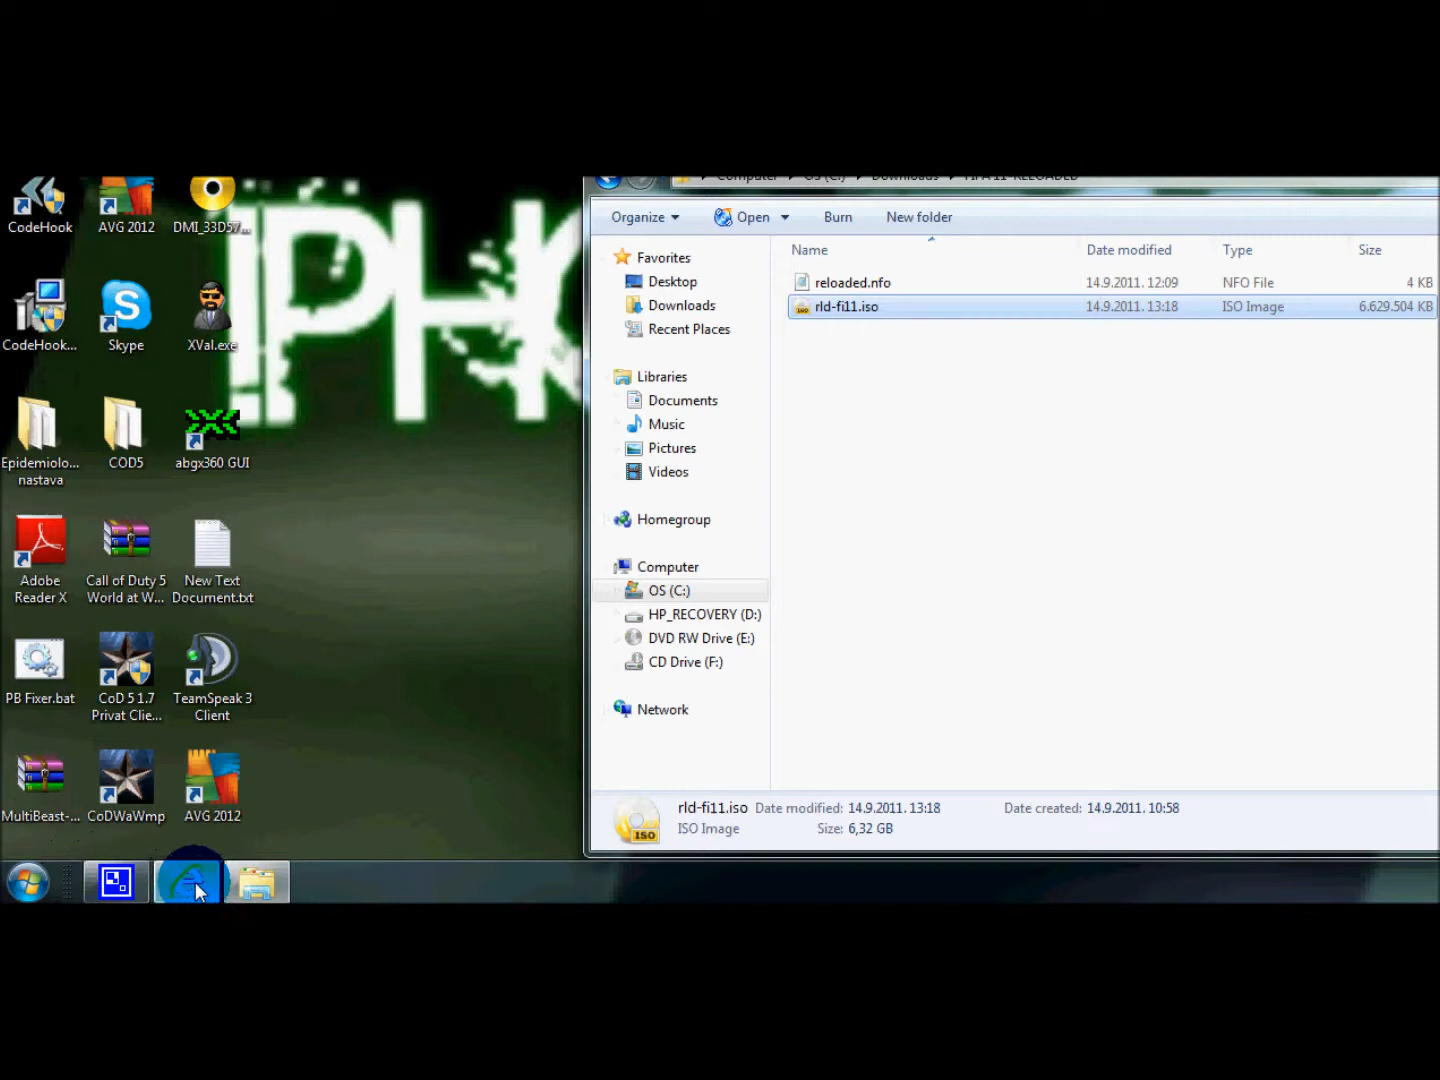 Computer
OS (C:)
Downloads
FIFA 11-RELOADED
CodeHook
AVG 2012
DMI_33D57...
Organize
Open
Burn
New folder
Name
Date modified
Type
Size
Favorites
Desktop
Downloads
Recent Places
reloaded.nfo
14.9.2011. 12:09
NFO File
4 KB
rld-fi11.iso
14.9.2011. 13:18
ISO Image
6.629.504 KB
CodeHook...
Skype
XVal.exe
IPHO
Libraries
Documents
Music
Pictures
Videos
Epidemiolo...
nastava
COD5
abgx360 GUI
Homegroup
Computer
OS (C:)
HP_RECOVERY (D:)
DVD RW Drive (E:)
CD Drive (F:)
Adobe
Reader X
Call of Duty 5
World at W...
New Text
Document.txt
Network
PB Fixer.bat
CoD 5 1.7
Privat Clie...
TeamSpeak 3
Client
MultiBeast-...
CoDWaWmp
AVG 2012
ISO
rld-fi11.iso
Date modified: 14.9.2011. 13:18
Date created: 14.9.2011. 10:58
ISO Image
Size: 6,32 GB